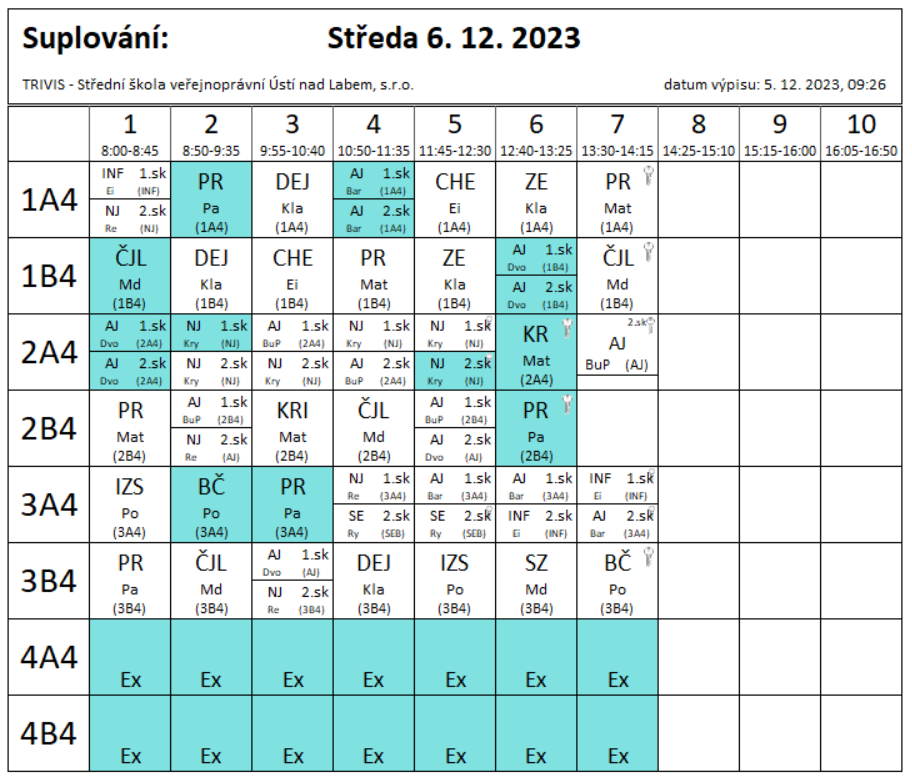 Suplování: Středa 6. 12. 2023
TRIVIS - Střední škola veřejnoprávní Ústí nad Labem, s.r.o. datum výpisu: 5. 12. 2023, 09:26
1 2 3 4 5 6 7 8 9 10
8:00-8:45 8:50-9:35 9:55-10:40 10:50-11:35 11:45-12:30 12:40-13:25 13:30-14:15 14:25-15:10 15:15-16:00 16:05-16:50
1A4
INF 1.sk
Ei (INF)
NJ 2.sk
Re (NJ)
PR
Pa
(1A4)
DEJ
Kla
(1A4)
AJ 1.sk
Bar (1A4)
AJ 2.sk
Bar (1A4)
CHE
Ei
(1A4)
ZE
Kla
(1A4)
PR
Mat
(1A4)
1B4
ČJL
Md
(1B4)
DEJ
Kla
(1B4)
CHE
Ei
(1B4)
PR
Mat
(1B4)
ZE
Kla
(1B4)
AJ 1.sk
Dvo (1B4)
AJ 2.sk
Dvo (1B4)
ČJL
Md
(1B4)
2A4
AJ 1.sk
Dvo (2A4)
AJ 2.sk
Dvo (2A4)
NJ 1.sk
Kry (NJ)
NJ 2.sk
Kry (NJ)
AJ 1.sk
BuP (2A4)
NJ 2.sk
Kry (NJ)
NJ 1.sk
Kry (NJ)
AJ 2.sk
BuP (2A4)
NJ 1.sk
Kry (NJ)
NJ 2.sk
Kry (NJ)
KR
Mat
(2A4)
2.sk
AJ
BuP (AJ)
2B4
PR
Mat
(2B4)
AJ 1.sk
BuP (2B4)
NJ 2.sk
Re (AJ)
KRI
Mat
(2B4)
ČJL
Md
(2B4)
AJ 1.sk
BuP (2B4)
AJ 2.sk
Dvo (AJ)
PR
Pa
(2B4)
3A4
IZS
Po
(3A4)
BČ
Po
(3A4)
PR
Pa
(3A4)
NJ 1.sk
Re (3A4)
SE 2.sk
Ry (SEB)
AJ 1.sk
Bar (3A4)
SE 2.sk
Ry (SEB)
AJ 1.sk
Bar (3A4)
INF 2.sk
Ei (INF)
INF 1.sk
Ei (INF)
AJ 2.sk
Bar (3A4)
3B4
PR
Pa
(3B4)
ČJL
Md
(3B4)
AJ 1.sk
Dvo (AJ)
NJ 2.sk
Re (3B4)
DEJ
Kla
(3B4)
IZS
Po
(3B4)
SZ
Md
(3B4)
BČ
Po
(3B4)
4A4
Ex Ex Ex Ex Ex Ex Ex
4B4
Ex Ex Ex Ex Ex Ex Ex